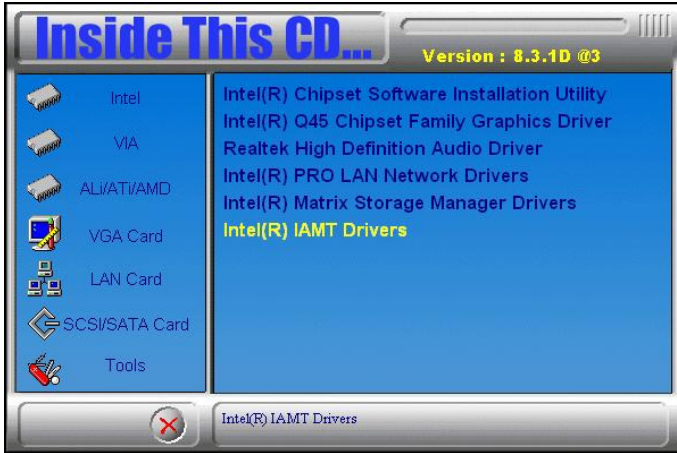 Inside This CD...
Version : 8.3.1D @3
Intel
VIA
ALi/ATi/AMD
VGA Card
LAN Card
SCSI/SATA Card
Tools
Intel(R) Chipset Software Installation Utility
Intel(R) Q45 Chipset Family Graphics Driver
Realtek High Definition Audio Driver
Intel(R) PRO LAN Network Drivers
Intel(R) Matrix Storage Manager Drivers
Intel(R) IAMT Drivers
Intel(R) IAMT Drivers